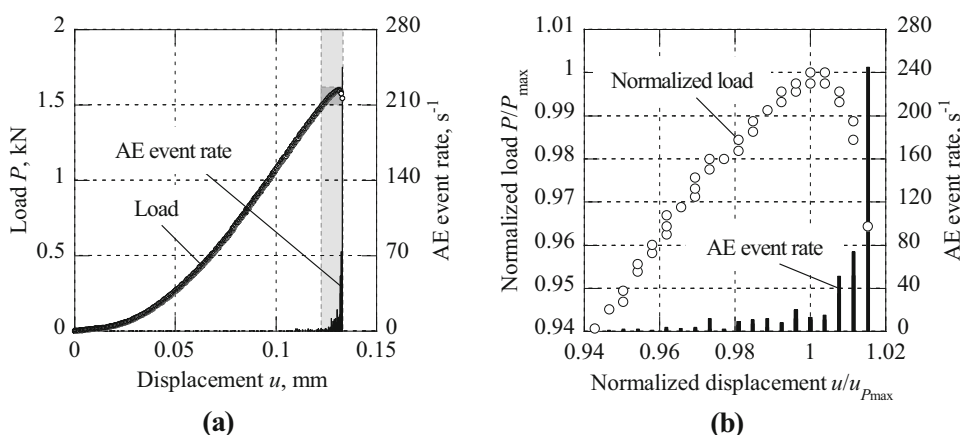 2
1.5
1
0.5
0
Load P, kN
280
210
140
70
0
AE event rate, s-1
AE event rate
Load
0
0.05
0.1
0.15
Displacement u, mm
(a)
1.01
1
0.99
0.98
0.97
0.96
0.95
0.94
Normalized load P/Pmax
280
240
200
160
120
80
40
0
AE event rate, s-1
Normalized load
AE event rate
0.94
0.96
0.98
1
1.02
Normalized displacement u/uPmax
(b)